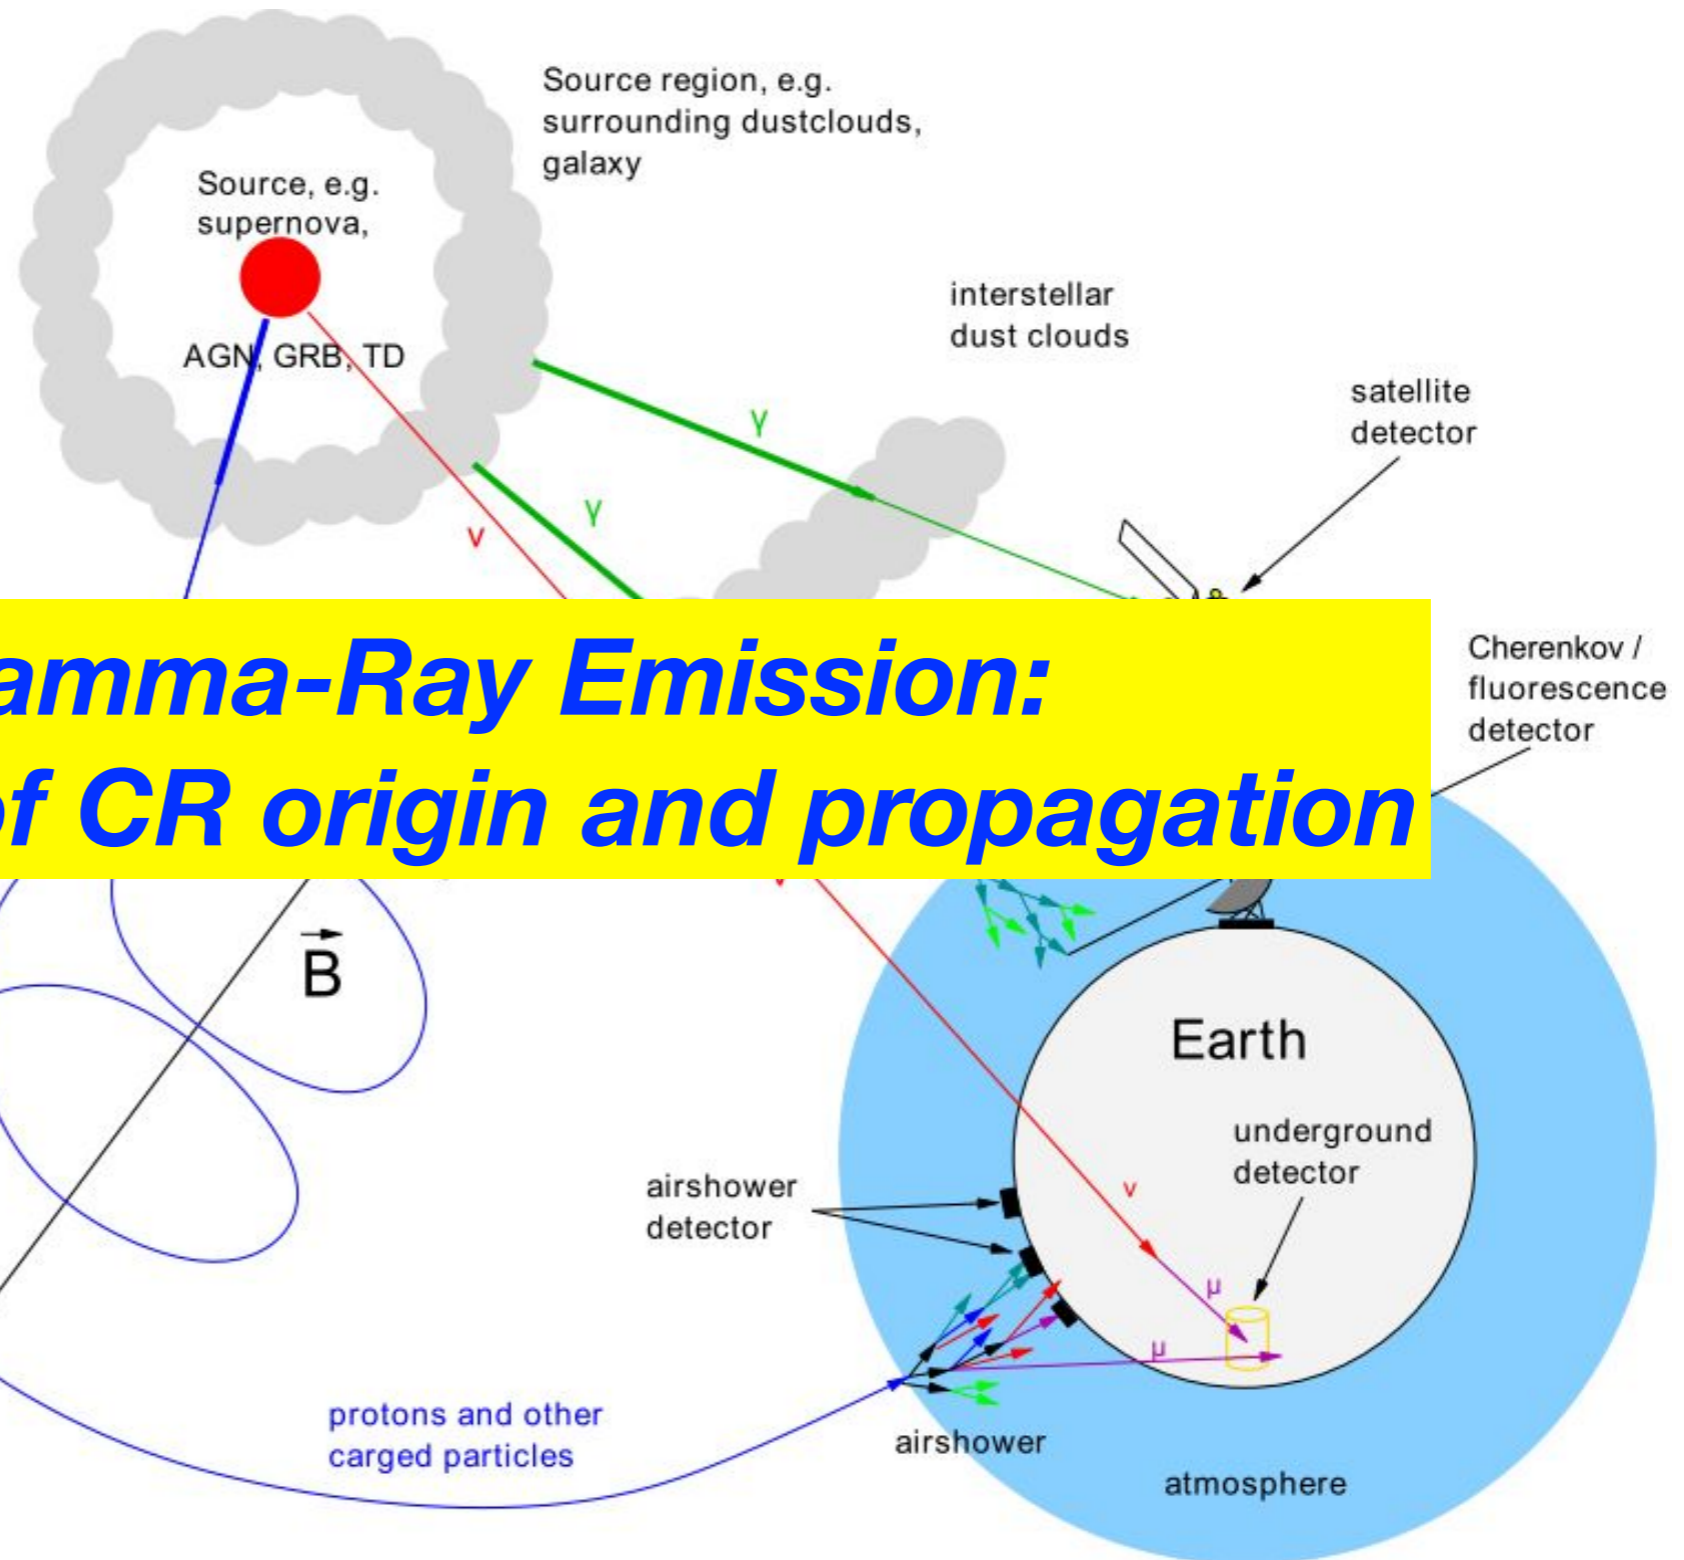 Source region, e.g.
surrounding dustclouds,
galaxy
Source, e.g.
supernova,
AGN, GRB, TD
interstellar
dust clouds
satellite
detector
γ
γ
ν
amma-Ray Emission:
of CR origin and propagation
Cherenkov /
fluorescence
detector
B
Earth
underground
detector
airshower
detector
ν
μ
μ
protons and other
carged particles
airshower
atmosphere